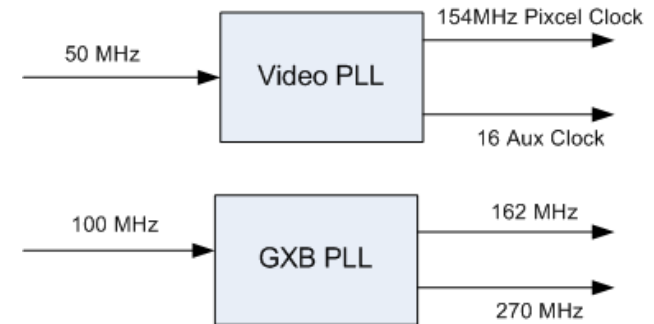 154MHz Pixcel Clock
50 MHz
Video PLL
16 Aux Clock
100 MHz
162 MHz
GXB PLL
270 MHz